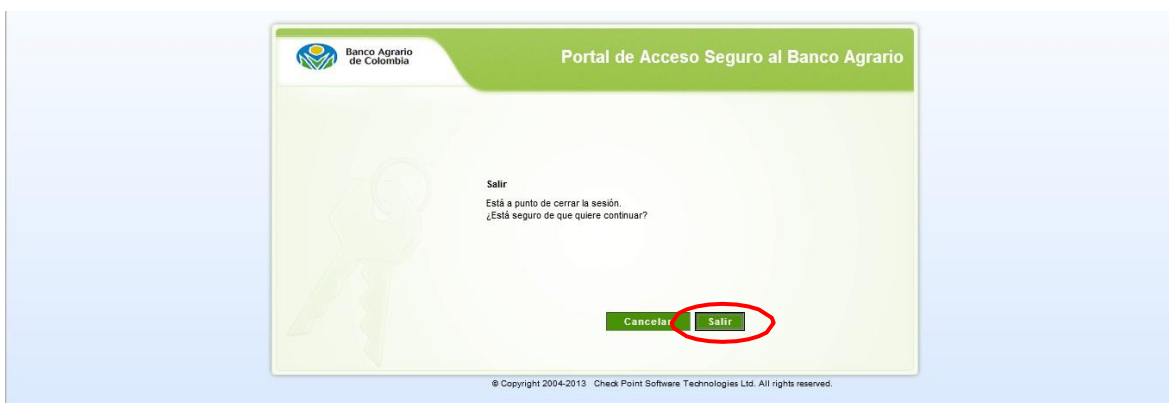 Banco Agrario
de Colombia
Portal de Acceso Seguro al Banco Agrario
Salir
Está a punto de cerrar la sesión.
¿Está seguro de que quiere continuar?
Cancelar
Salir
© Copyright 2004-2013 Check Point Software Technologies Ltd. All rights reserved.